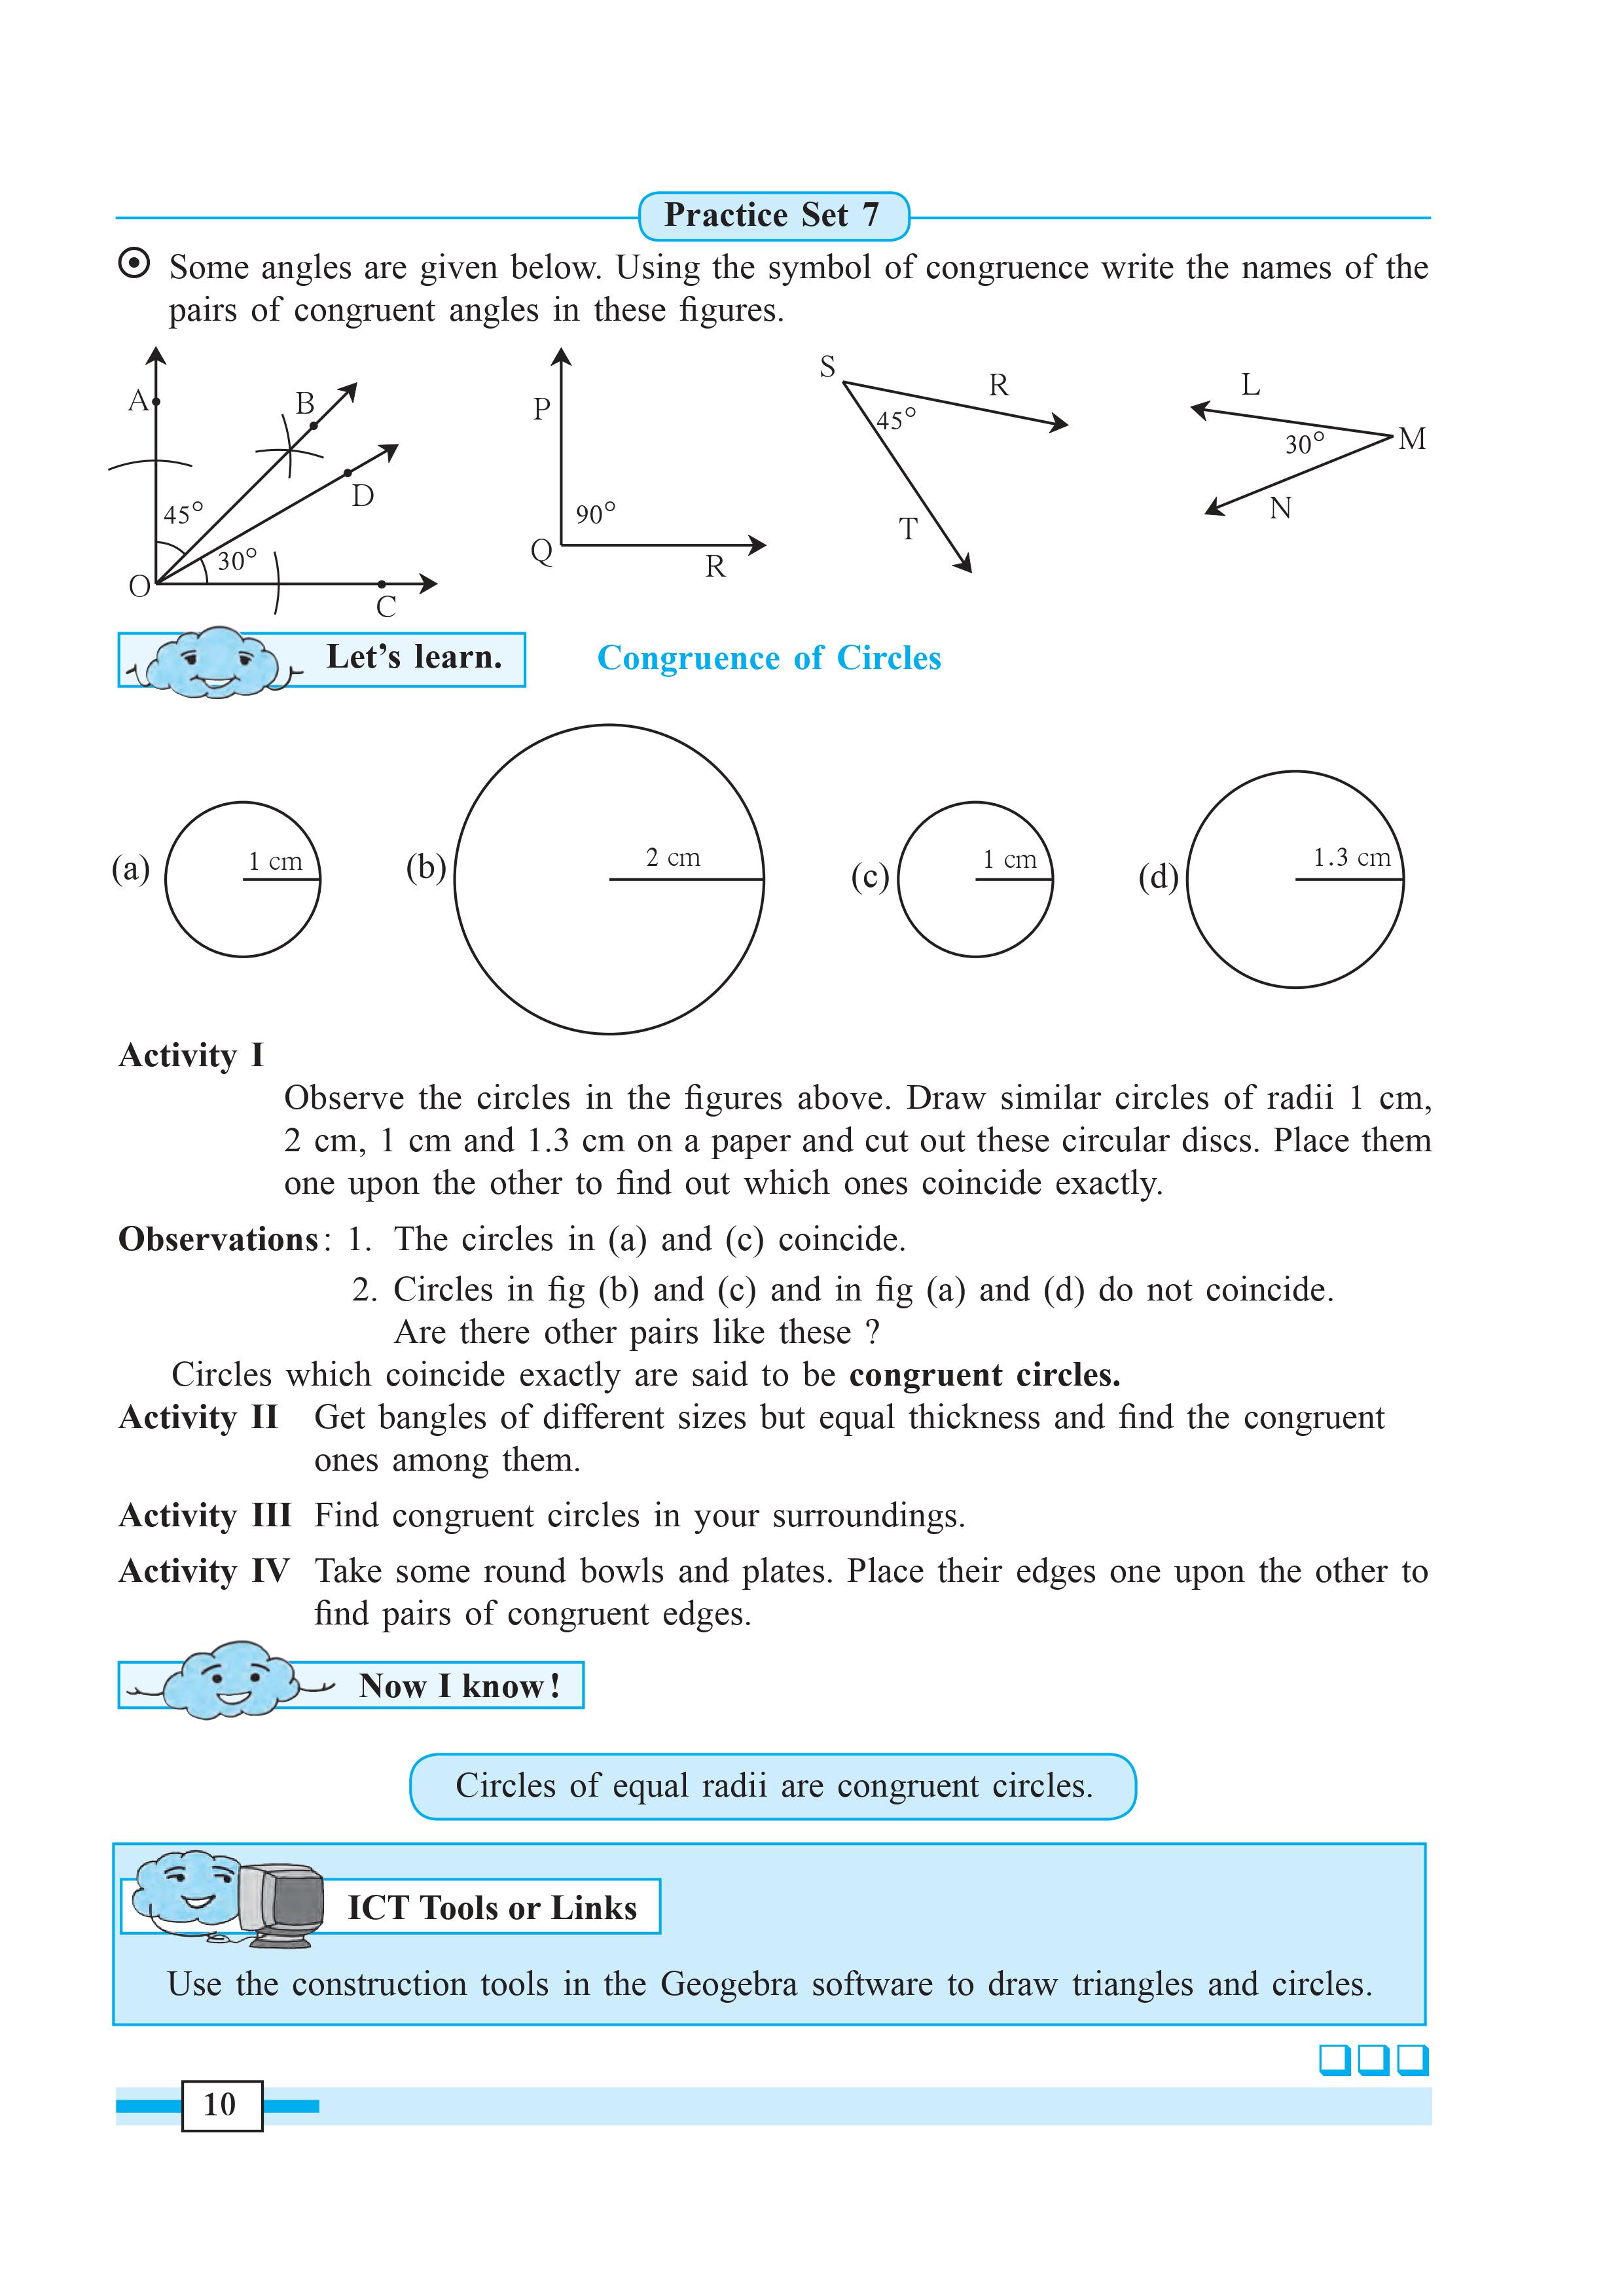 Practice Set 7
Some angles are given below. Using the symbol of congruence write the names of the
pairs of congruent angles in these figures.
A
B
D
45°
30°
O
C
P
90°
Q
R
S
R
45°
T
L
30°
M
N
Let's learn.
Congruence of Circles
(a)
1 cm
(b)
2 cm
(c)
1 cm
(d)
1.3 cm
Activity I
Observe the circles in the figures above. Draw similar circles of radii 1 cm,
2 cm, 1 cm and 1.3 cm on a paper and cut out these circular discs. Place them
one upon the other to find out which ones coincide exactly.
Observations: 1. The circles in (a) and (c) coincide.
2. Circles in fig (b) and (c) and in fig (a) and (d) do not coincide.
Are there other pairs like these ?
Circles which coincide exactly are said to be congruent circles.
Activity II Get bangles of different sizes but equal thickness and find the congruent
ones among them.
Activity III Find congruent circles in your surroundings.
Activity IV Take some round bowls and plates. Place their edges one upon the other to
find pairs of congruent edges.
Now I know!
Circles of equal radii are congruent circles.
ICT Tools or Links
Use the construction tools in the Geogebra software to draw triangles and circles.
10